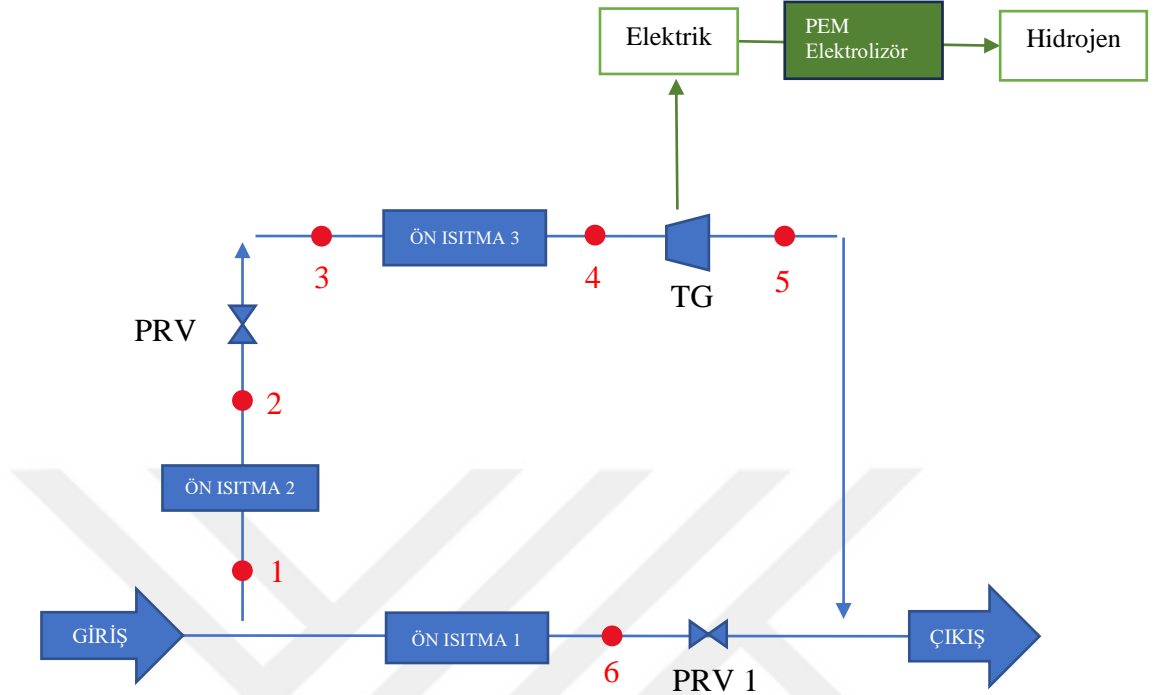 Elektrik
PEM
Elektrolizör
Hidrojen
3
ÖN ISITMA 3
4
TG
5
PRV
2
ÖN ISITMA 2
1
GİRİŞ
ÖN ISITMA 1
6
PRV 1
ÇIKIŞ